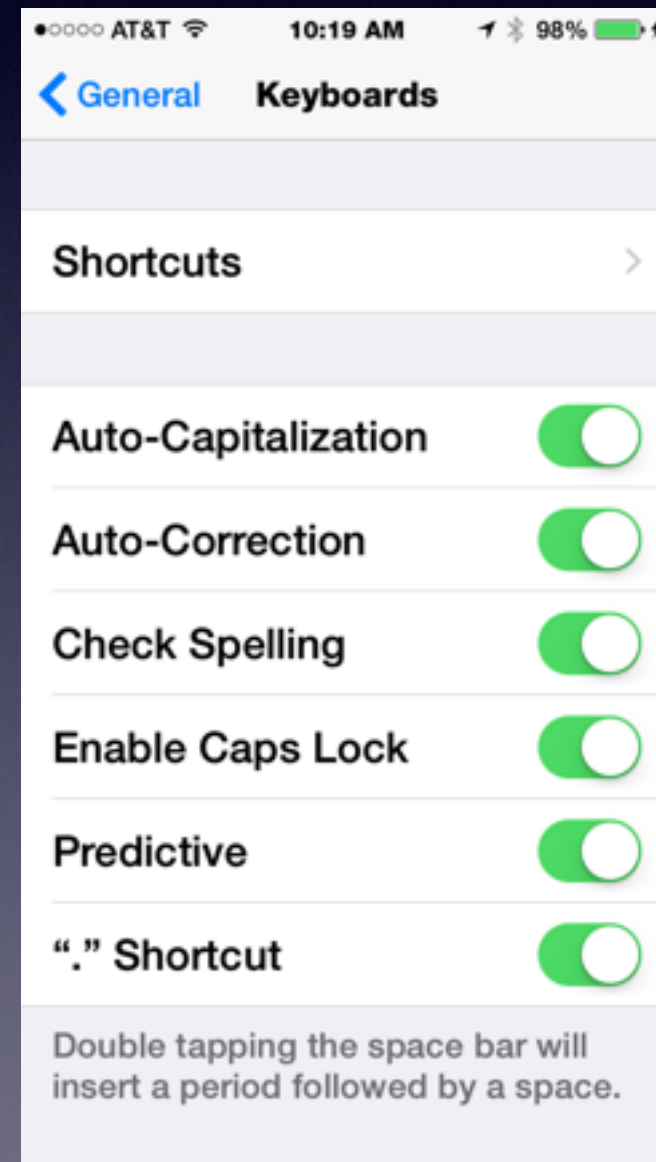 AT&T 10:19 AM 98%
General Keyboards
Shortcuts
Auto-Capitalization
Auto-Correction
Check Spelling
Enable Caps Lock
Predictive
“.” Shortcut
Double tapping the space bar will
insert a period followed by a space.